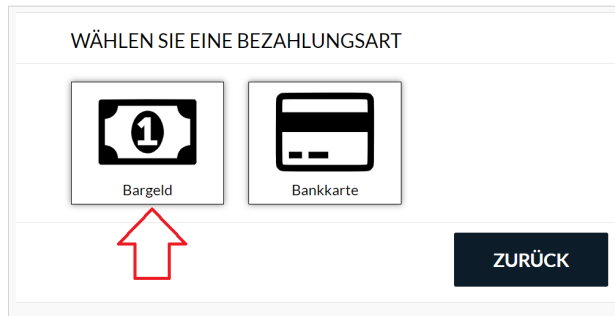 WÄHLEN SIE EINE BEZAHLUNGSART
1
Bargeld
Bankkarte
ZURÜCK